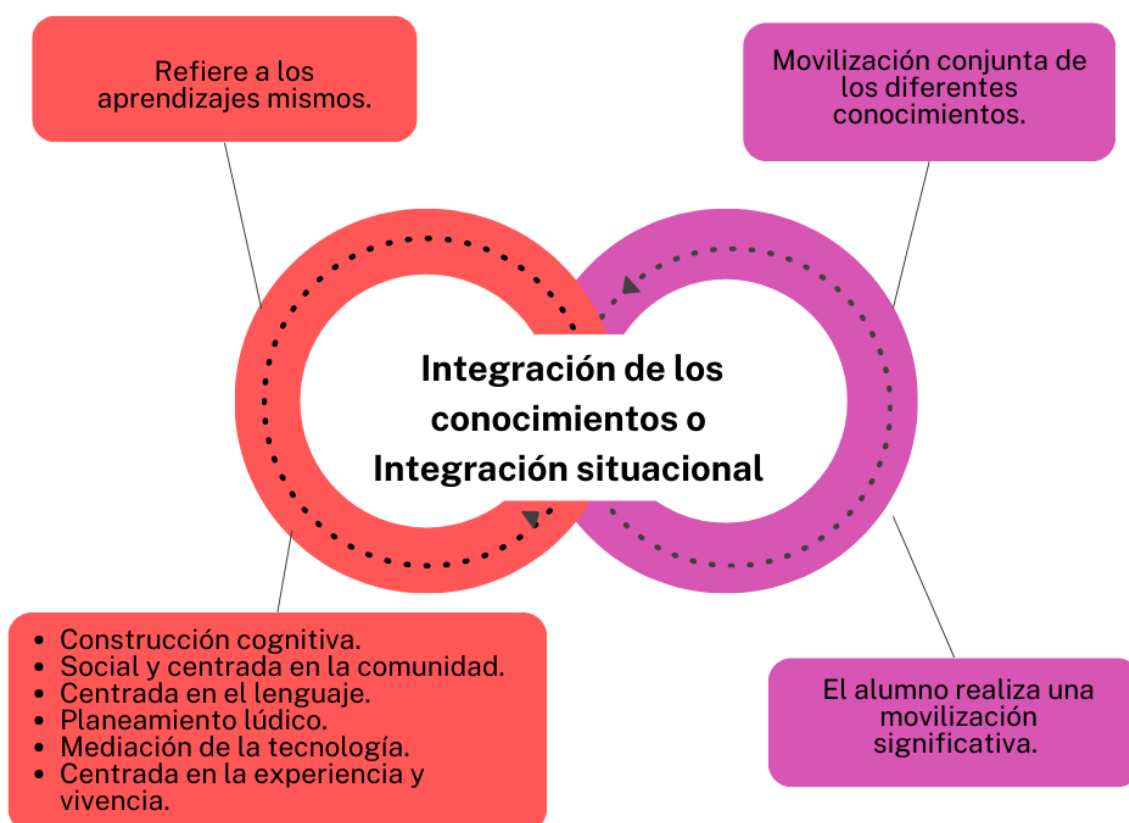 Refiere a los
aprendizajes mismos.
Movilización conjunta de
los diferentes
conocimientos.
Integración de los
conocimientos o
Integración situacional
• Construcción cognitiva.
• Social y centrada en la comunidad.
• Centrada en el lenguaje.
• Planeamiento lúdico.
• Mediación de la tecnología.
• Centrada en la experiencia y
vivencia.
El alumno realiza una
movilización
significativa.